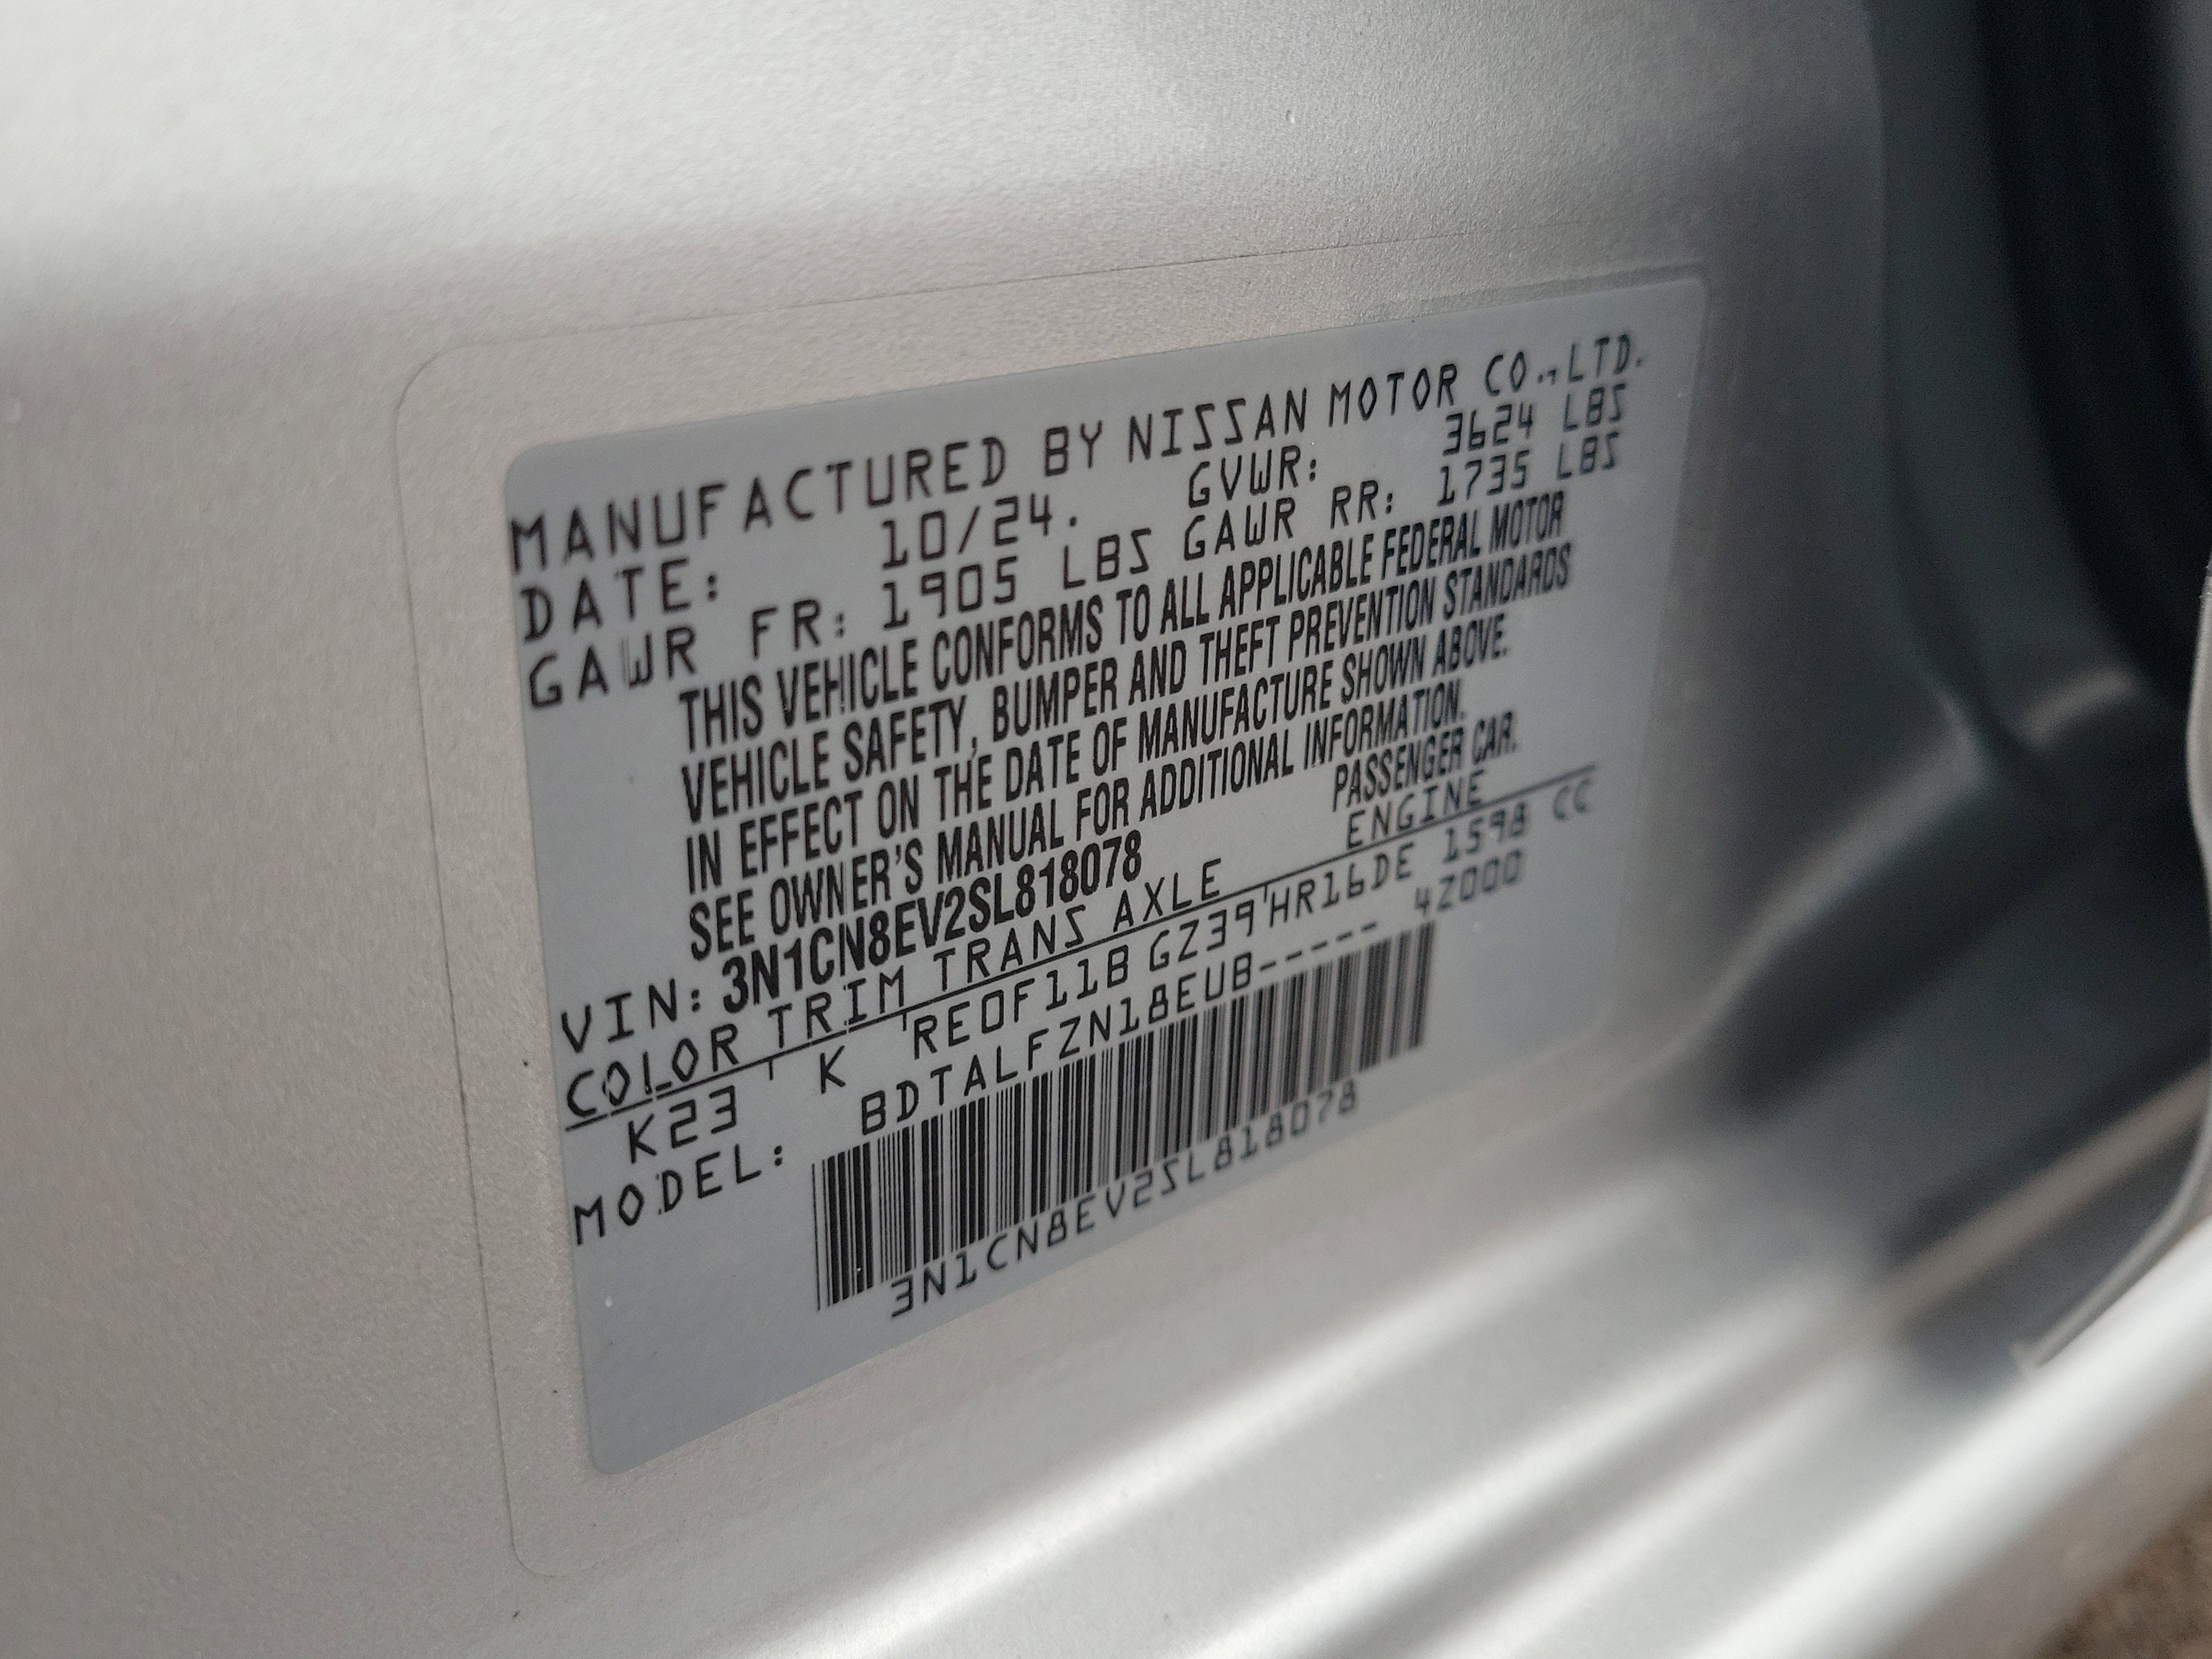 MANUFACTURED BY NISSAN MOTOR CO.,LTD.
DATE: 10/24. GVWR: 3624 LBS
GAWR FR: 1905 LBS GAWR RR: 1735 LBS
THIS VEHICLE CONFORMS TO ALL APPLICABLE FEDERAL MOTOR
VEHICLE SAFETY, BUMPER AND THEFT PREVENTION STANDARDS
IN EFFECT ON THE DATE OF MANUFACTURE SHOWN ABOVE.
SEE OWNER'S MANUAL FOR ADDITIONAL INFORMATION.
VIN: 3N1CN8EV2SL818078 PASSENGER CAR.
COLOR TRIM TRANS AXLE ENGINE
K23 K RE0F11B GZ39 HR16DE 1598 CC
MODEL: BDTALFZN18EUB----- 4Z000
3N1CN8EV2SL818078